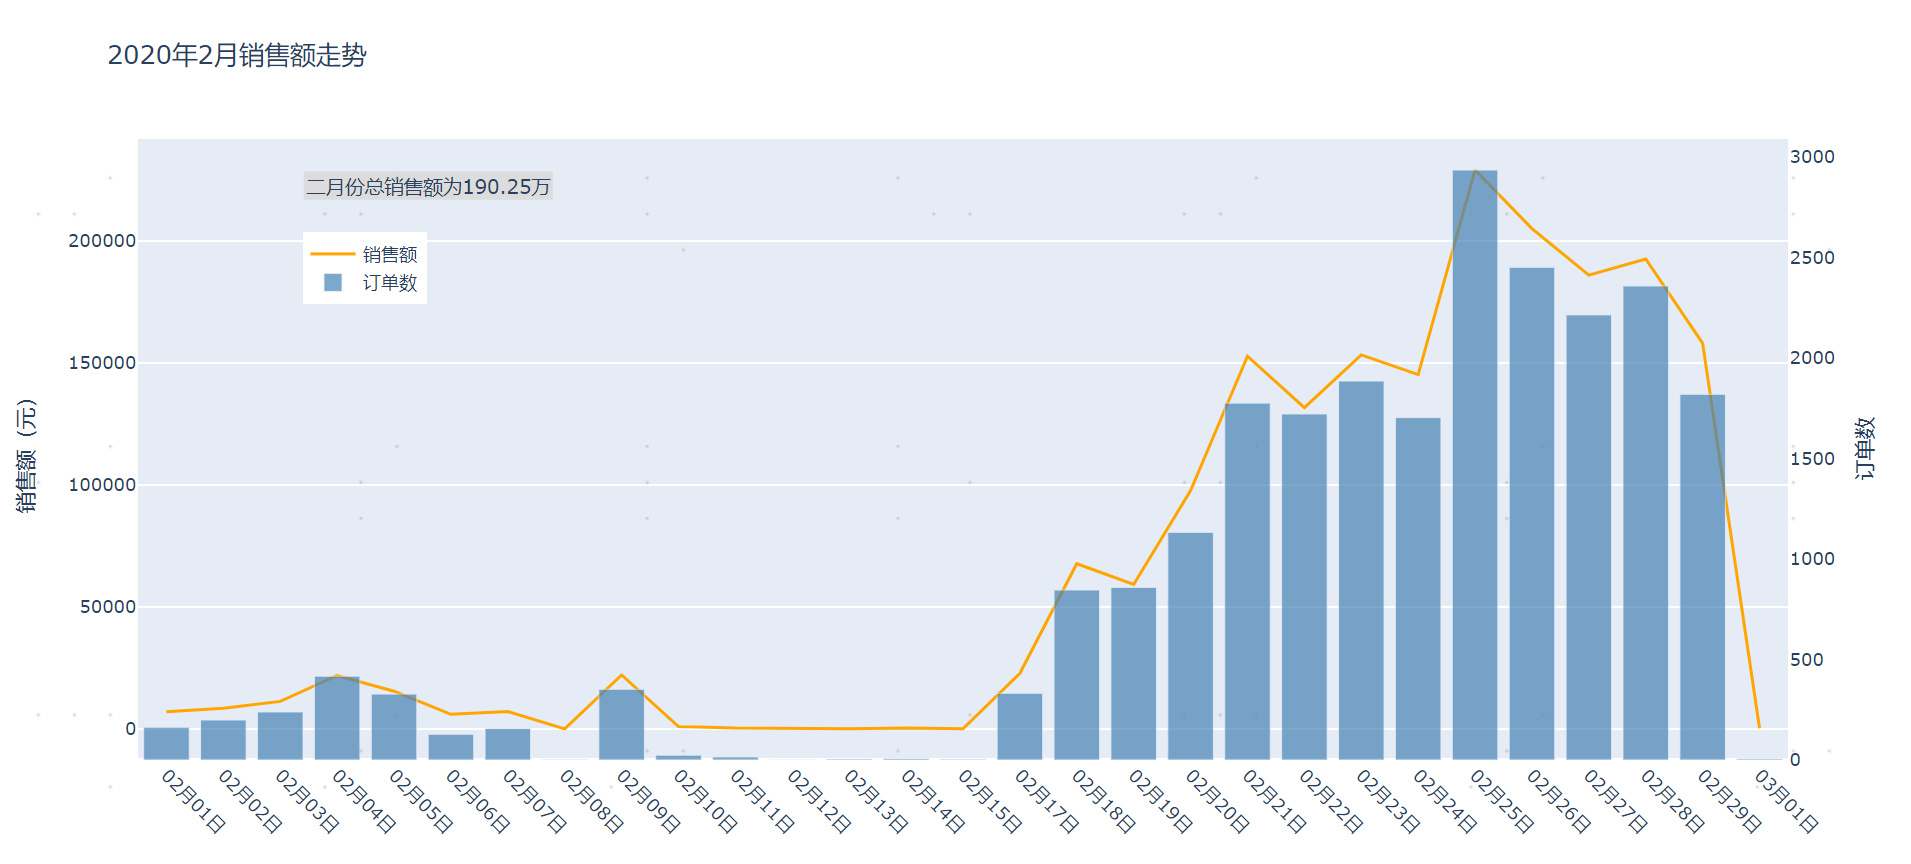 2020年2月销售额走势
二月份总销售额为190.25万
销售额
订单数
销售额 (元)
200000
150000
100000
50000
0
订单数
3000
2500
2000
1500
1000
500
0
02月01日
02月02日
02月03日
02月04日
02月05日
02月06日
02月07日
02月08日
02月09日
02月10日
02月11日
02月12日
02月13日
02月14日
02月15日
02月17日
02月18日
02月19日
02月20日
02月21日
02月22日
02月23日
02月24日
02月25日
02月26日
02月27日
02月28日
02月29日
03月01日